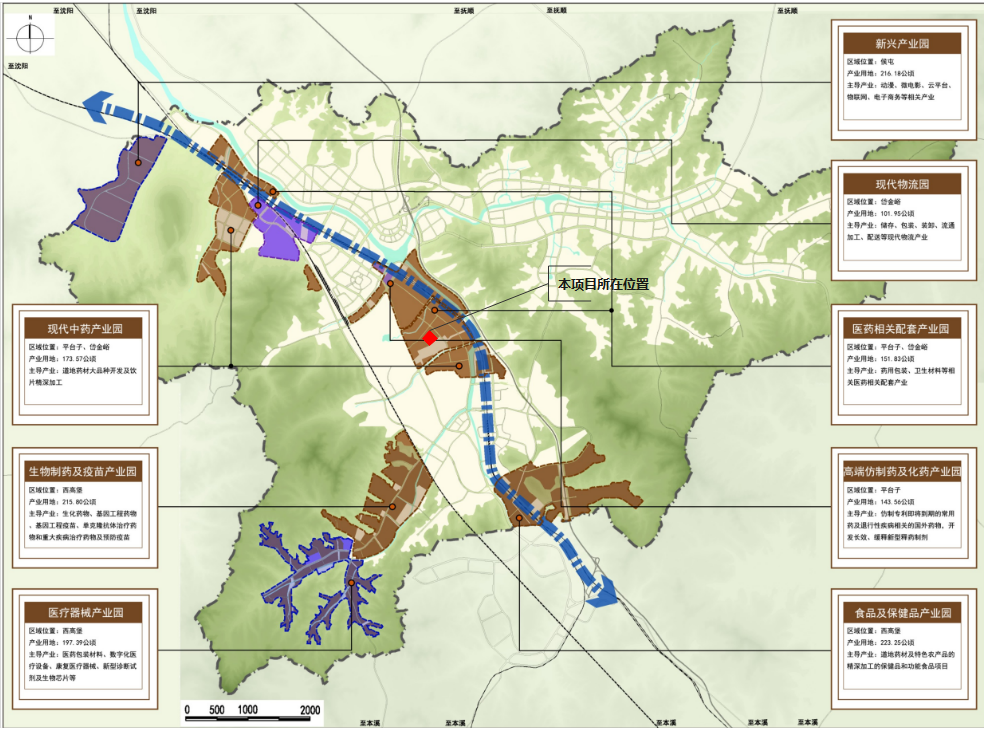 至沈阳
至沈阳
至抚顺
至抚顺
至抚顺
N
至沈阳
新兴产业园
区域位置：侯屯
产业用地：216.18公顷
主导产业：动漫、微电影、云平台、
物联网、电子商务等相关产业
现代物流园
区域位置：岱金峪
产业用地：101.95公顷
主导产业：储存、包装、装卸、流通
加工、配送等现代物流产业
本项目所在位置
现代中药产业园
区域位置：平台子、岱金峪
产业用地：173.57公顷
主导产业：道地药材大品种开发及饮
片精深加工
医药相关配套产业园
区域位置：平台子、岱金峪
产业用地：151.83公顷
主导产业：药用包装、卫生材料等相
关医药相关配套产业
生物制药及疫苗产业园
区域位置：西高堡
产业用地：215.80公顷
主导产业：生化药物、基因工程药物
、基因工程疫苗、单克隆抗体治疗药
物和重大疾病治疗药物及预防疫苗
高端仿制药及化药产业园
区域位置：平台子
产业用地：143.56公顷
主导产业：仿制专利即将到期的常用
药及退行性疾病相关的国外药物、开
发长效、缓释新型释药制剂
医疗器械产业园
区域位置：西高堡
产业用地：197.39公顷
主导产业：医药包装材料、数字化医
疗设备、康复医疗器械、新型诊断试
剂及生物芯片等
食品及保健品产业园
区域位置：西高堡
产业用地：223.25公顷
主导产业：道地药材及特色农产品的
精深加工的保健品和功能食品项目
0 500 1000 2000
至本溪
至本溪
至本溪
至本溪
至本溪